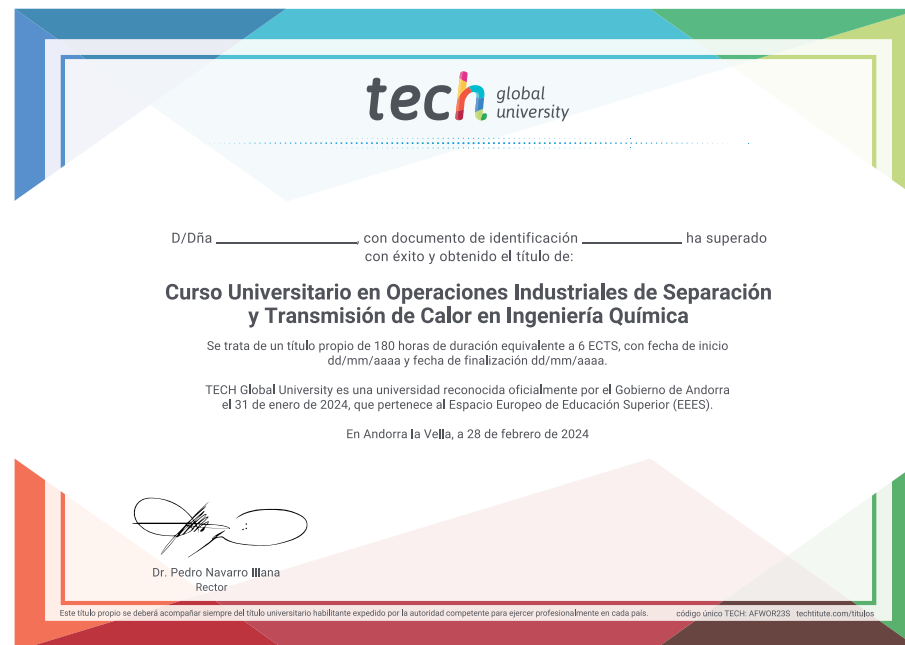 tech global university
D/Dña ____________________, con documento de identificación ______________ ha superado
con éxito y obtenido el título de:
Curso Universitario en Operaciones Industriales de Separación
y Transmisión de Calor en Ingeniería Química
Se trata de un título propio de 180 horas de duración equivalente a 6 ECTS, con fecha de inicio
dd/mm/aaaa y fecha de finalización dd/mm/aaaa.
TECH Global University es una universidad reconocida oficialmente por el Gobierno de Andorra
el 31 de enero de 2024, que pertenece al Espacio Europeo de Educación Superior (EEES).
En Andorra la Vella, a 28 de febrero de 2024
Dr. Pedro Navarro Illana
Rector
Este título propio se deberá acompañar siempre del título universitario habilitante expedido por la autoridad competente para ejercer profesionalmente en cada país. código único TECH: AFWOR23S techtitute.com/titulos